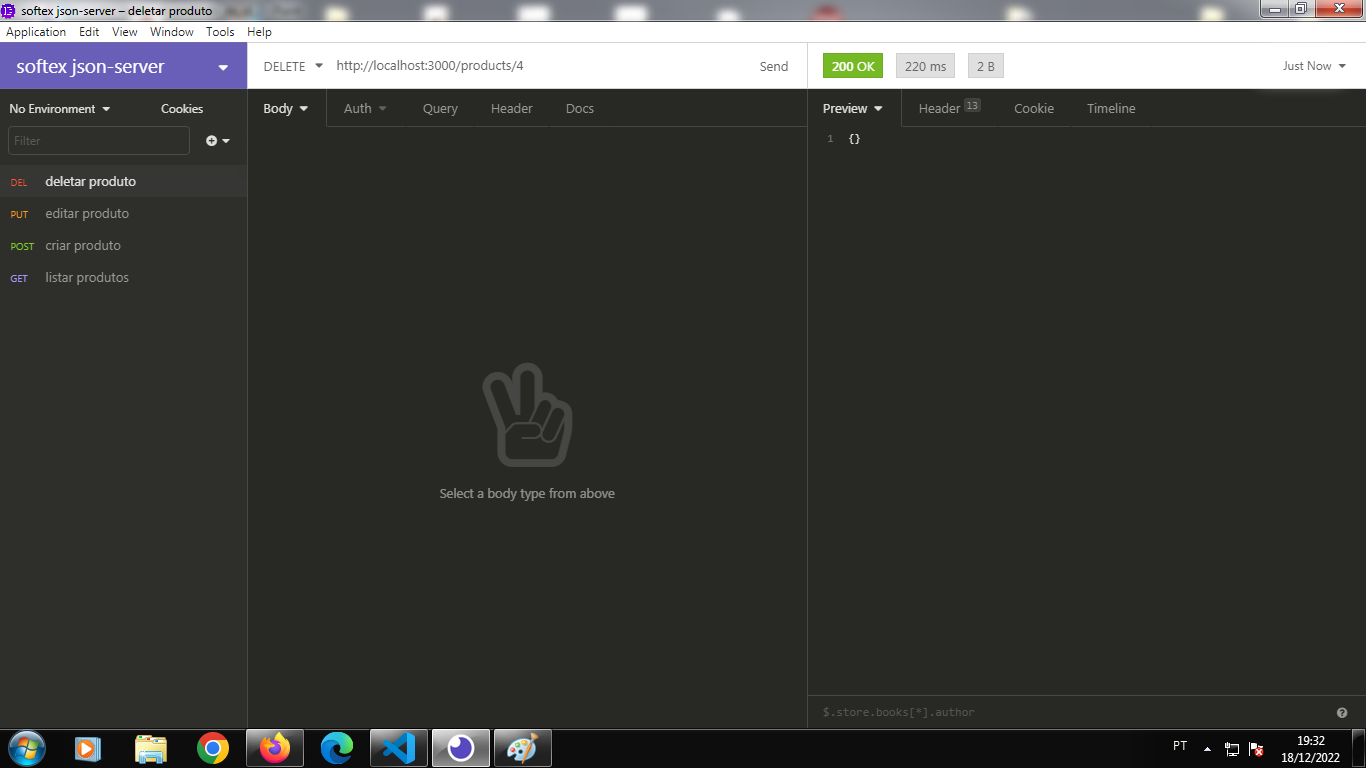 softex json-server – deletar produto
Application Edit View Window Tools Help
softex json-server
DELETE http://localhost:3000/products/4 Send
200 OK 220 ms 2 B Just Now
No Environment Cookies
Body Auth Query Header Docs
Preview Header 13 Cookie Timeline
Filter
1 {}
DEL deletar produto
PUT editar produto
POST criar produto
GET listar produtos
Select a body type from above
$.store.books[*].author
PT
19:32
18/12/2022